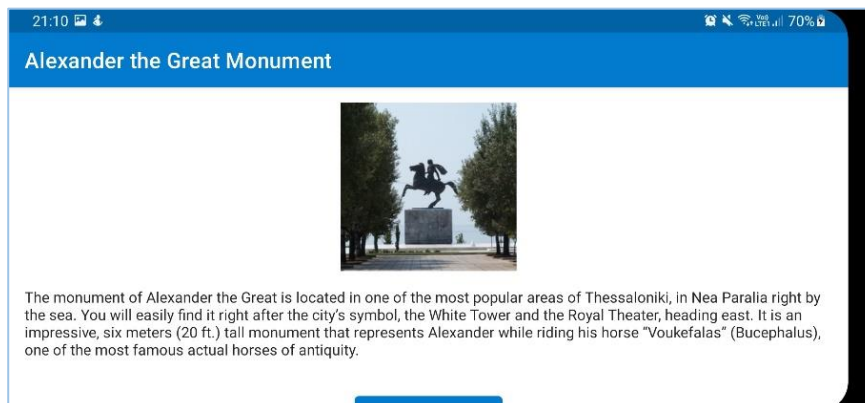 21:10
70%
Alexander the Great Monument
The monument of Alexander the Great is located in one of the most popular areas of Thessaloniki, in Nea Paralia right by
the sea. You will easily find it right after the city's symbol, the White Tower and the Royal Theater, heading east. It is an
impressive, six meters (20 ft.) tall monument that represents Alexander while riding his horse "Voukefalas" (Bucephalus),
one of the most famous actual horses of antiquity.